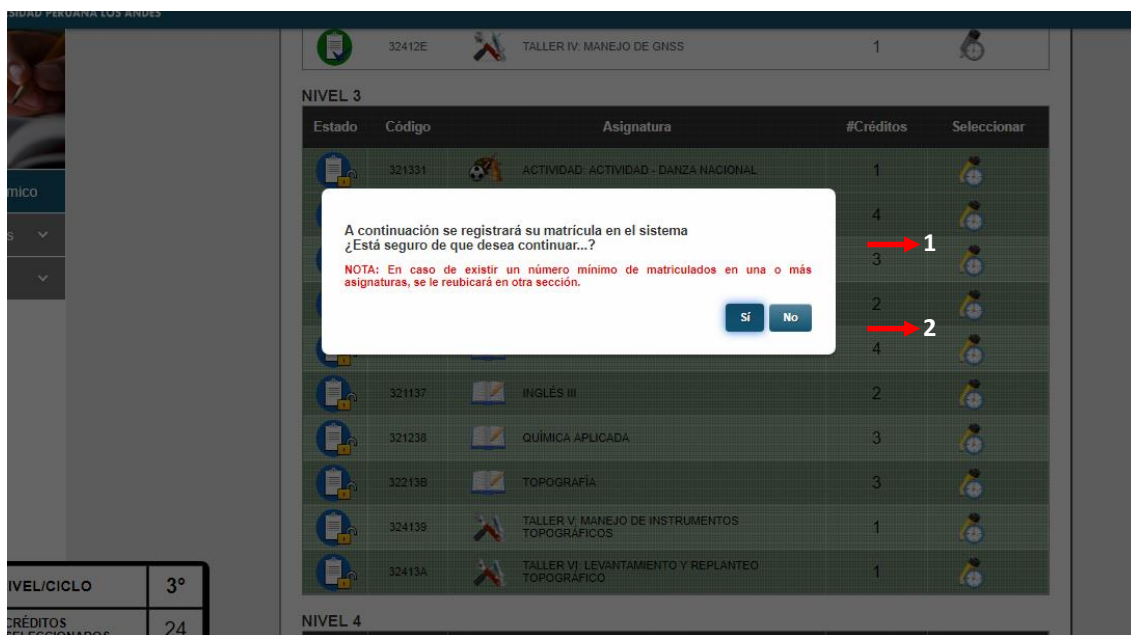 SIDAD PERUANA LOS ANDES
32412E TALLER IV: MANEJO DE GNSS 1
NIVEL 3
Estado Código Asignatura #Créditos Seleccionar
321331 ACTIVIDAD: ACTIVIDAD - DANZA NACIONAL 1
mico
4
s
A continuación se registrará su matrícula en el sistema
¿Está seguro de que desea continuar...?
1
3
NOTA: En caso de existir un número mínimo de matriculados en una o más
asignaturas, se le reubicará en otra sección.
2
Sí No
2
4
321137 INGLÉS III 2
321238 QUÍMICA APLICADA 3
32213B TOPOGRAFÍA 3
324139 TALLER V: MANEJO DE INSTRUMENTOS
TOPOGRÁFICOS 1
32413A TALLER VI: LEVANTAMIENTO Y REPLANTEO
TOPOGRÁFICO 1
IVEL/CICLO 3°
CRÉDITOS
24
NIVEL 4